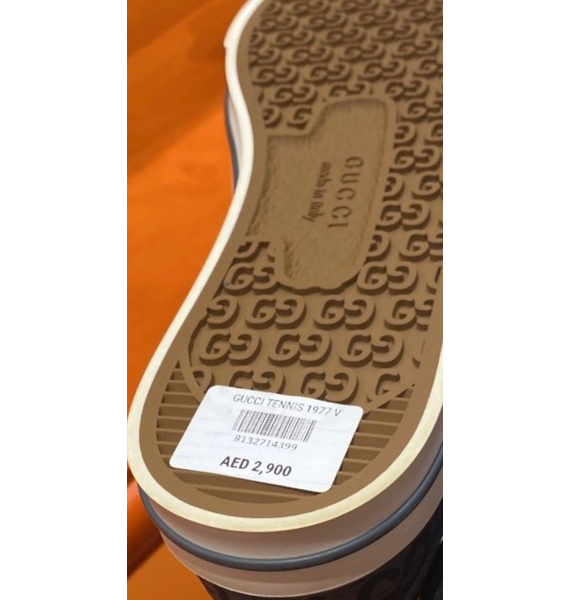 GUCCI
made in Italy
GUCCI TENNIS 1977 V
8132714399
AED 2,900